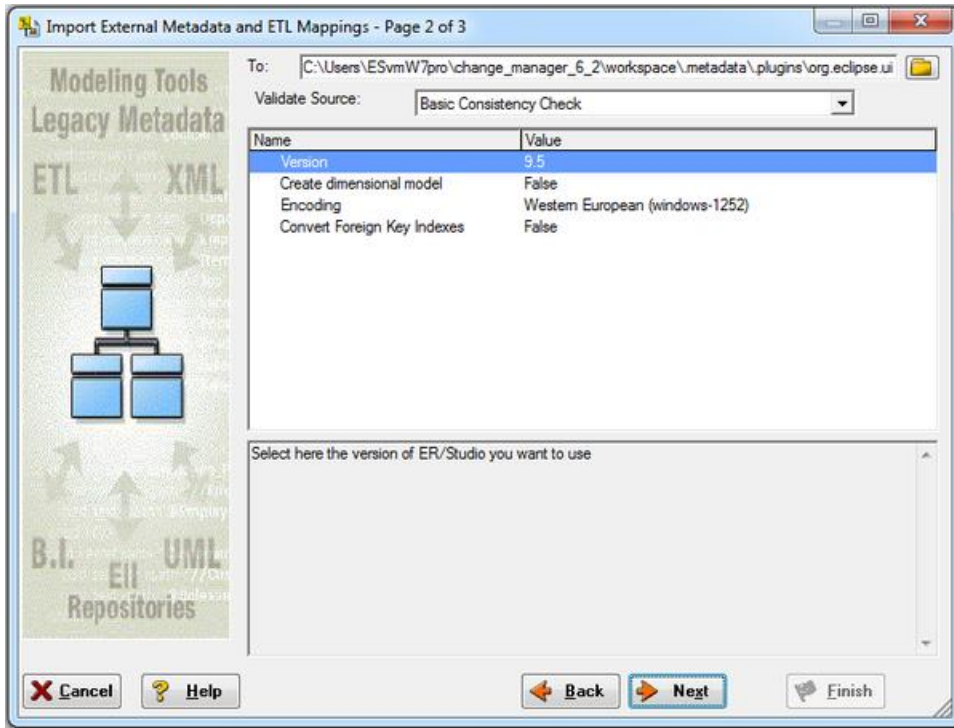 Import External Metadata and ETL Mappings - Page 2 of 3
Modeling Tools
Legacy Metadata
ETL XML
B.I. EII UML
Repositories
To: C:\Users\ESvmW7pro\change_manager_6_2\workspace\.metadata\.plugins\org.eclipse.ui
Validate Source: Basic Consistency Check
Name Value
Version 9.5
Create dimensional model False
Encoding Western European (windows-1252)
Convert Foreign Key Indexes False
Select here the version of ER/Studio you want to use
Cancel Help Back Next Finish